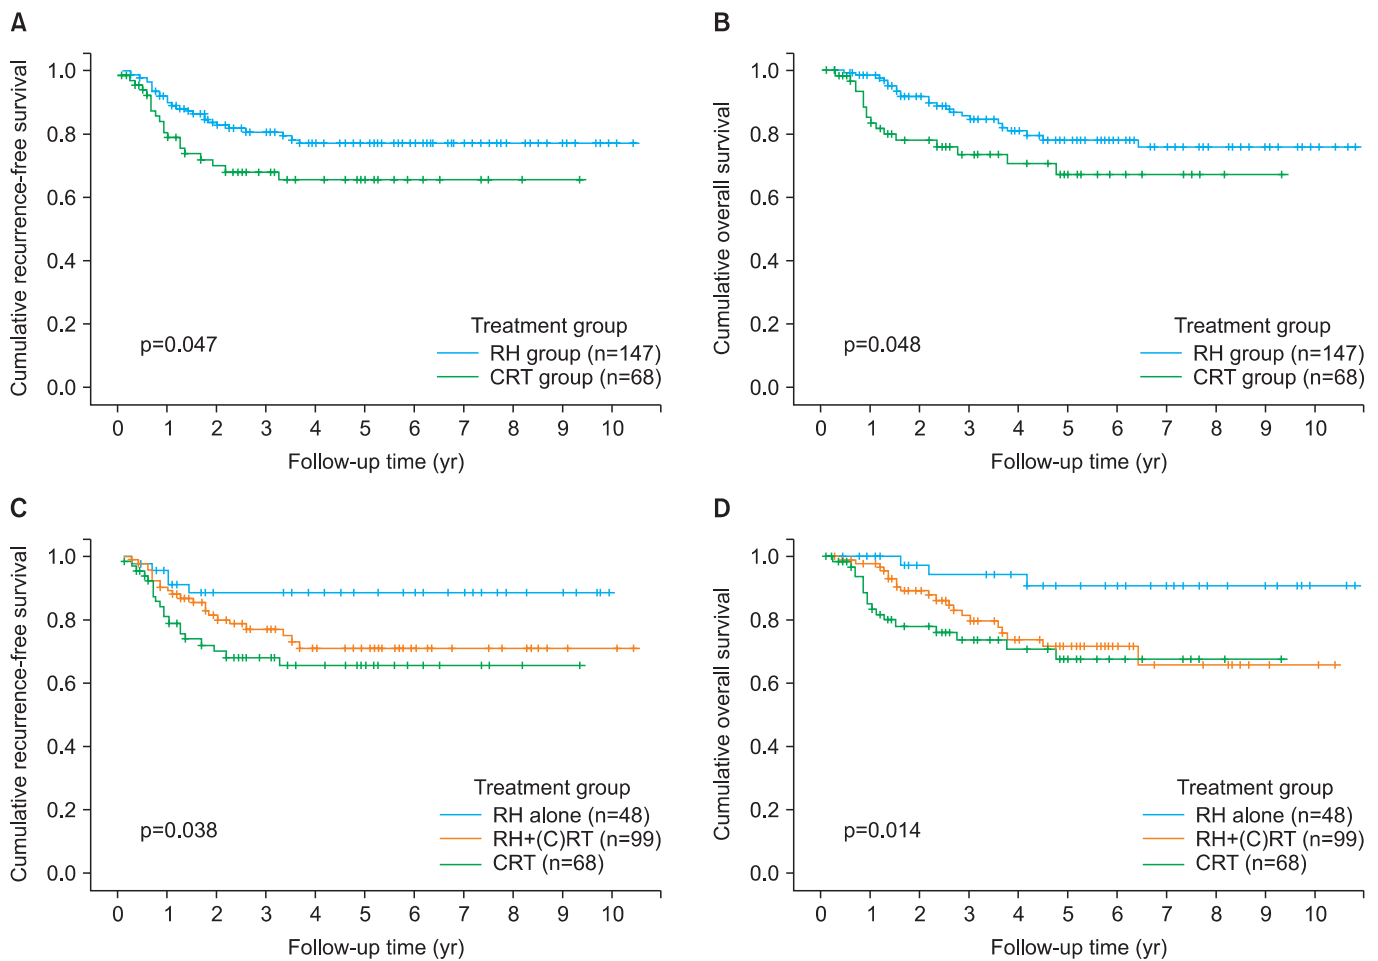 A
Cumulative recurrence-free survival
1.0
0.8
0.6
0.4
0.2
0.0
p=0.047
Treatment group
RH group (n=147)
CRT group (n=68)
0 1 2 3 4 5 6 7 8 9 10
Follow-up time (yr)
B
Cumulative overall survival
1.0
0.8
0.6
0.4
0.2
0.0
p=0.048
Treatment group
RH group (n=147)
CRT group (n=68)
0 1 2 3 4 5 6 7 8 9 10
Follow-up time (yr)
C
Cumulative recurrence-free survival
1.0
0.8
0.6
0.4
0.2
0.0
p=0.038
Treatment group
RH alone (n=48)
RH+(C)RT (n=99)
CRT (n=68)
0 1 2 3 4 5 6 7 8 9 10
Follow-up time (yr)
D
Cumulative overall survival
1.0
0.8
0.6
0.4
0.2
0.0
p=0.014
Treatment group
RH alone (n=48)
RH+(C)RT (n=99)
CRT (n=68)
0 1 2 3 4 5 6 7 8 9 10
Follow-up time (yr)